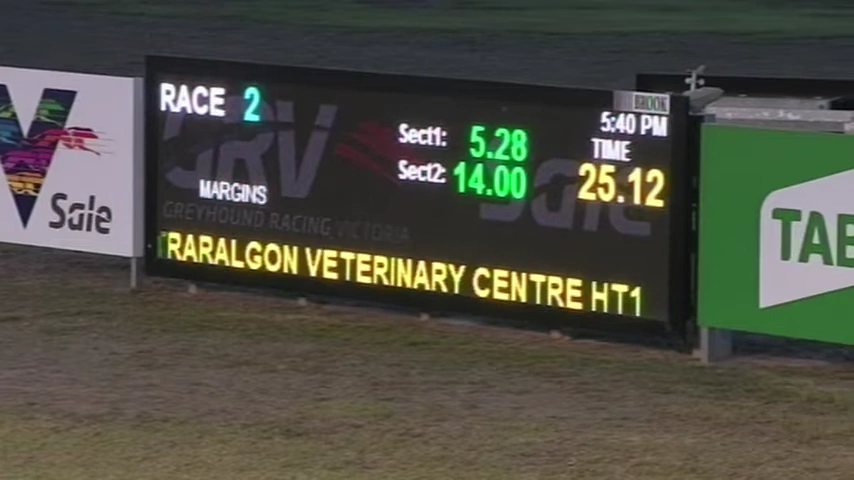 RACE 2
BROOK
5:40 PM
Sect1: 5.28
TIME
Sect2: 14.00
25.12
MARGINS
GRV
Sale
GREYHOUND RACING VICTORIA
TRARALGON VETERINARY CENTRE HT1
Sale
TAB